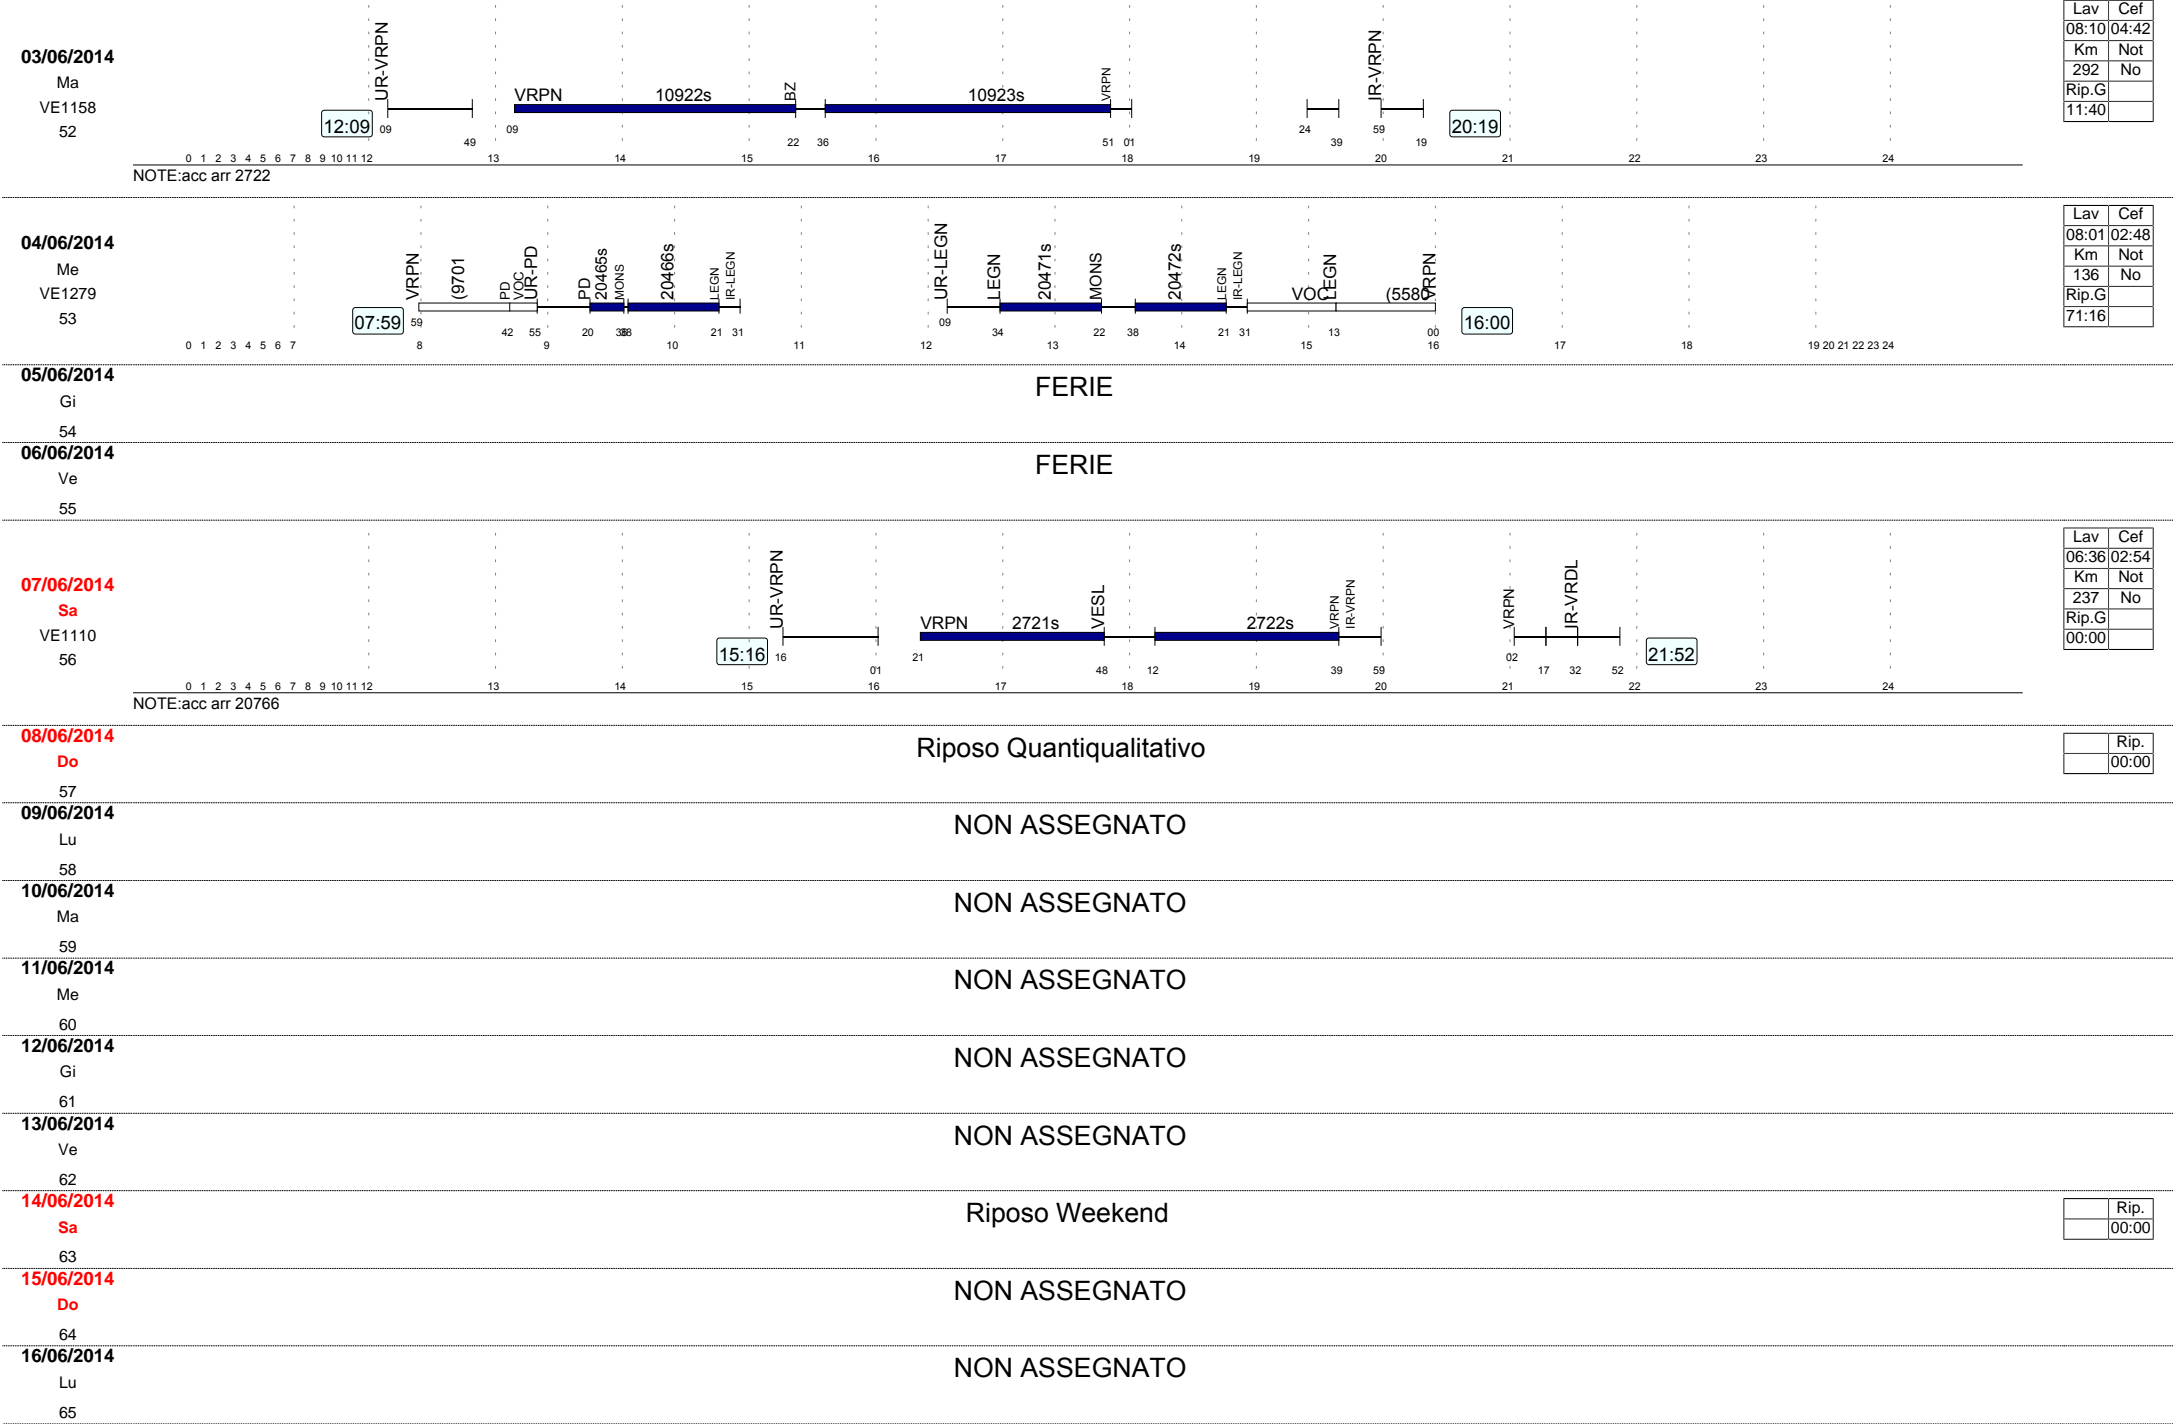 Lav Cef
08:10 04:42
Km Not
292 No
Rip.G
11:40
03/06/2014
Ma
VE1158
52
12:09
UR-VRPN
VRPN 10922s BZ 10923s VRPN
IR-VRPN
20:19
09 49 09 22 36 51 01 24 39 59 19
0 1 2 3 4 5 6 7 8 9 10 11 12 13 14 15 16 17 18 19 20 21 22 23 24
NOTE:acc arr 2722
Lav Cef
08:01 02:48
Km Not
136 No
Rip.G
71:16
04/06/2014
Me
VE1279
53
07:59
VRPN (9701 PD VOC UR-PD PD 20465s MONS 20466s LEGN IR-LEGN UR-LEGN LEGN 20471s MONS 20472s LEGN IR-LEGN VOC LEGN (5580 VRPN
16:00
59 42 55 20 36 38 21 31 09 34 22 38 21 31 13 00
0 1 2 3 4 5 6 7 8 9 10 11 12 13 14 15 16 17 18 19 20 21 22 23 24
05/06/2014
Gi
54
FERIE
06/06/2014
Ve
55
FERIE
Lav Cef
06:36 02:54
Km Not
237 No
Rip.G
00:00
07/06/2014
Sa
VE1110
56
15:16
UR-VRPN
VRPN 2721s VESL 2722s VRPN IR-VRPN
VRPN IR-VRDL
21:52
16 01 21 48 12 39 59 02 17 32 52
0 1 2 3 4 5 6 7 8 9 10 11 12 13 14 15 16 17 18 19 20 21 22 23 24
NOTE:acc arr 20766
08/06/2014
Do
57
Riposo Quantiqualitativo
Rip.
00:00
09/06/2014
Lu
58
NON ASSEGNATO
10/06/2014
Ma
59
NON ASSEGNATO
11/06/2014
Me
60
NON ASSEGNATO
12/06/2014
Gi
61
NON ASSEGNATO
13/06/2014
Ve
62
NON ASSEGNATO
14/06/2014
Sa
63
Riposo Weekend
Rip.
00:00
15/06/2014
Do
64
NON ASSEGNATO
16/06/2014
Lu
65
NON ASSEGNATO